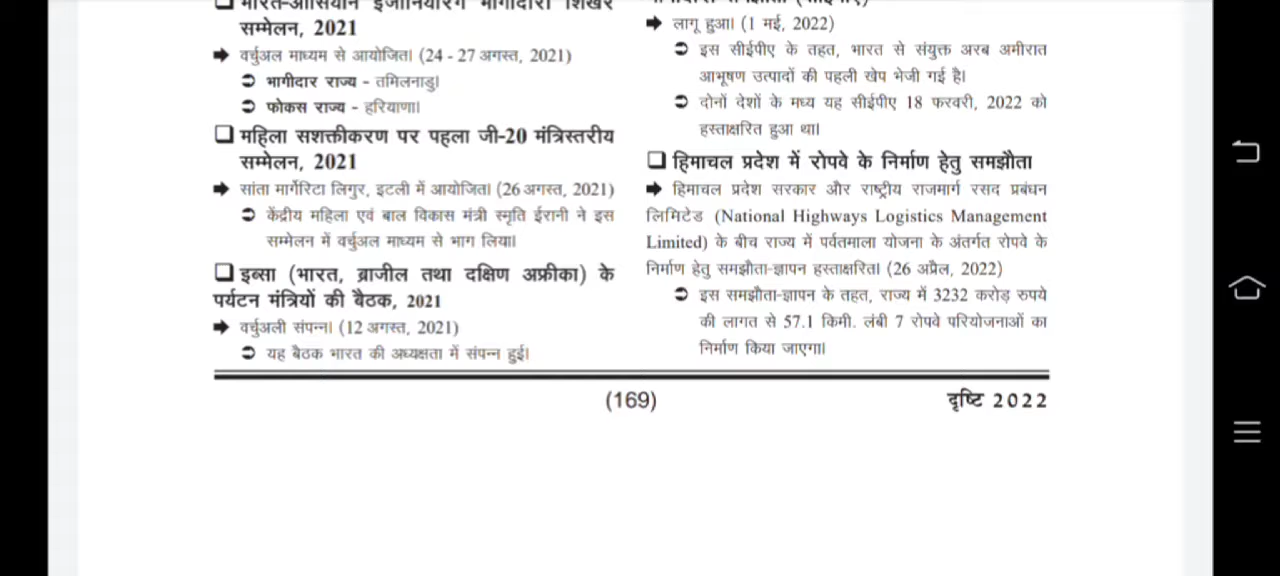 भारत-आसियान इंजीनियरिंग भागीदारी शिखर
सम्मेलन, 2021
वर्चुअल माध्यम से आयोजित। (24 - 27 अगस्त, 2021)
भागीदार राज्य - तमिलनाडु।
फोकस राज्य - हरियाणा।
महिला सशक्तीकरण पर पहला जी-20 मंत्रिस्तरीय
सम्मेलन, 2021
सांता मार्गेरिटा लिगुर, इटली में आयोजित। (26 अगस्त, 2021)
केंद्रीय महिला एवं बाल विकास मंत्री स्मृति ईरानी ने इस
सम्मेलन में वर्चुअल माध्यम से भाग लिया।
इब्सा (भारत, ब्राजील तथा दक्षिण अफ्रीका) के
पर्यटन मंत्रियों की बैठक, 2021
वर्चुअली संपन्न। (12 अगस्त, 2021)
यह बैठक भारत की अध्यक्षता में संपन्न हुई।
लागू हुआ। (1 मई, 2022)
इस सीईपीए के तहत, भारत से संयुक्त अरब अमीरात
आभूषण उत्पादों की पहली खेप भेजी गई है।
दोनों देशों के मध्य यह सीईपीए 18 फरवरी, 2022 को
हस्ताक्षरित हुआ था।
हिमाचल प्रदेश में रोपवे के निर्माण हेतु समझौता
हिमाचल प्रदेश सरकार और राष्ट्रीय राजमार्ग रसद प्रबंधन
लिमिटेड (National Highways Logistics Management
Limited) के बीच राज्य में पर्वतमाला योजना के अंतर्गत रोपवे के
निर्माण हेतु समझौता-ज्ञापन हस्ताक्षरित। (26 अप्रैल, 2022)
इस समझौता-ज्ञापन के तहत, राज्य में 3232 करोड़ रुपये
की लागत से 57.1 किमी. लंबी 7 रोपवे परियोजनाओं का
निर्माण किया जाएगा।
(169)
दृष्टि 2022